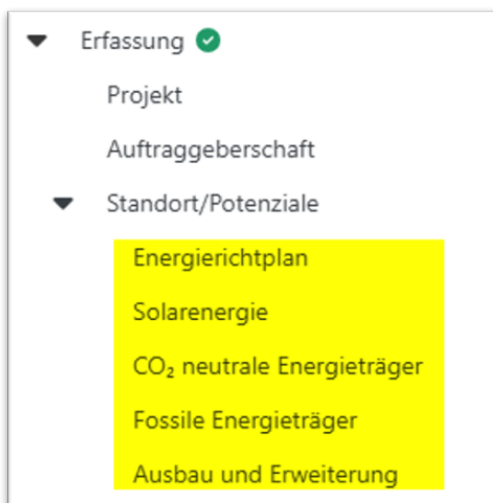 Erfassung
Projekt
Auftraggeberschaft
Standort/Potenziale
Energierichtplan
Solarenergie
CO₂ neutrale Energieträger
Fossile Energieträger
Ausbau und Erweiterung